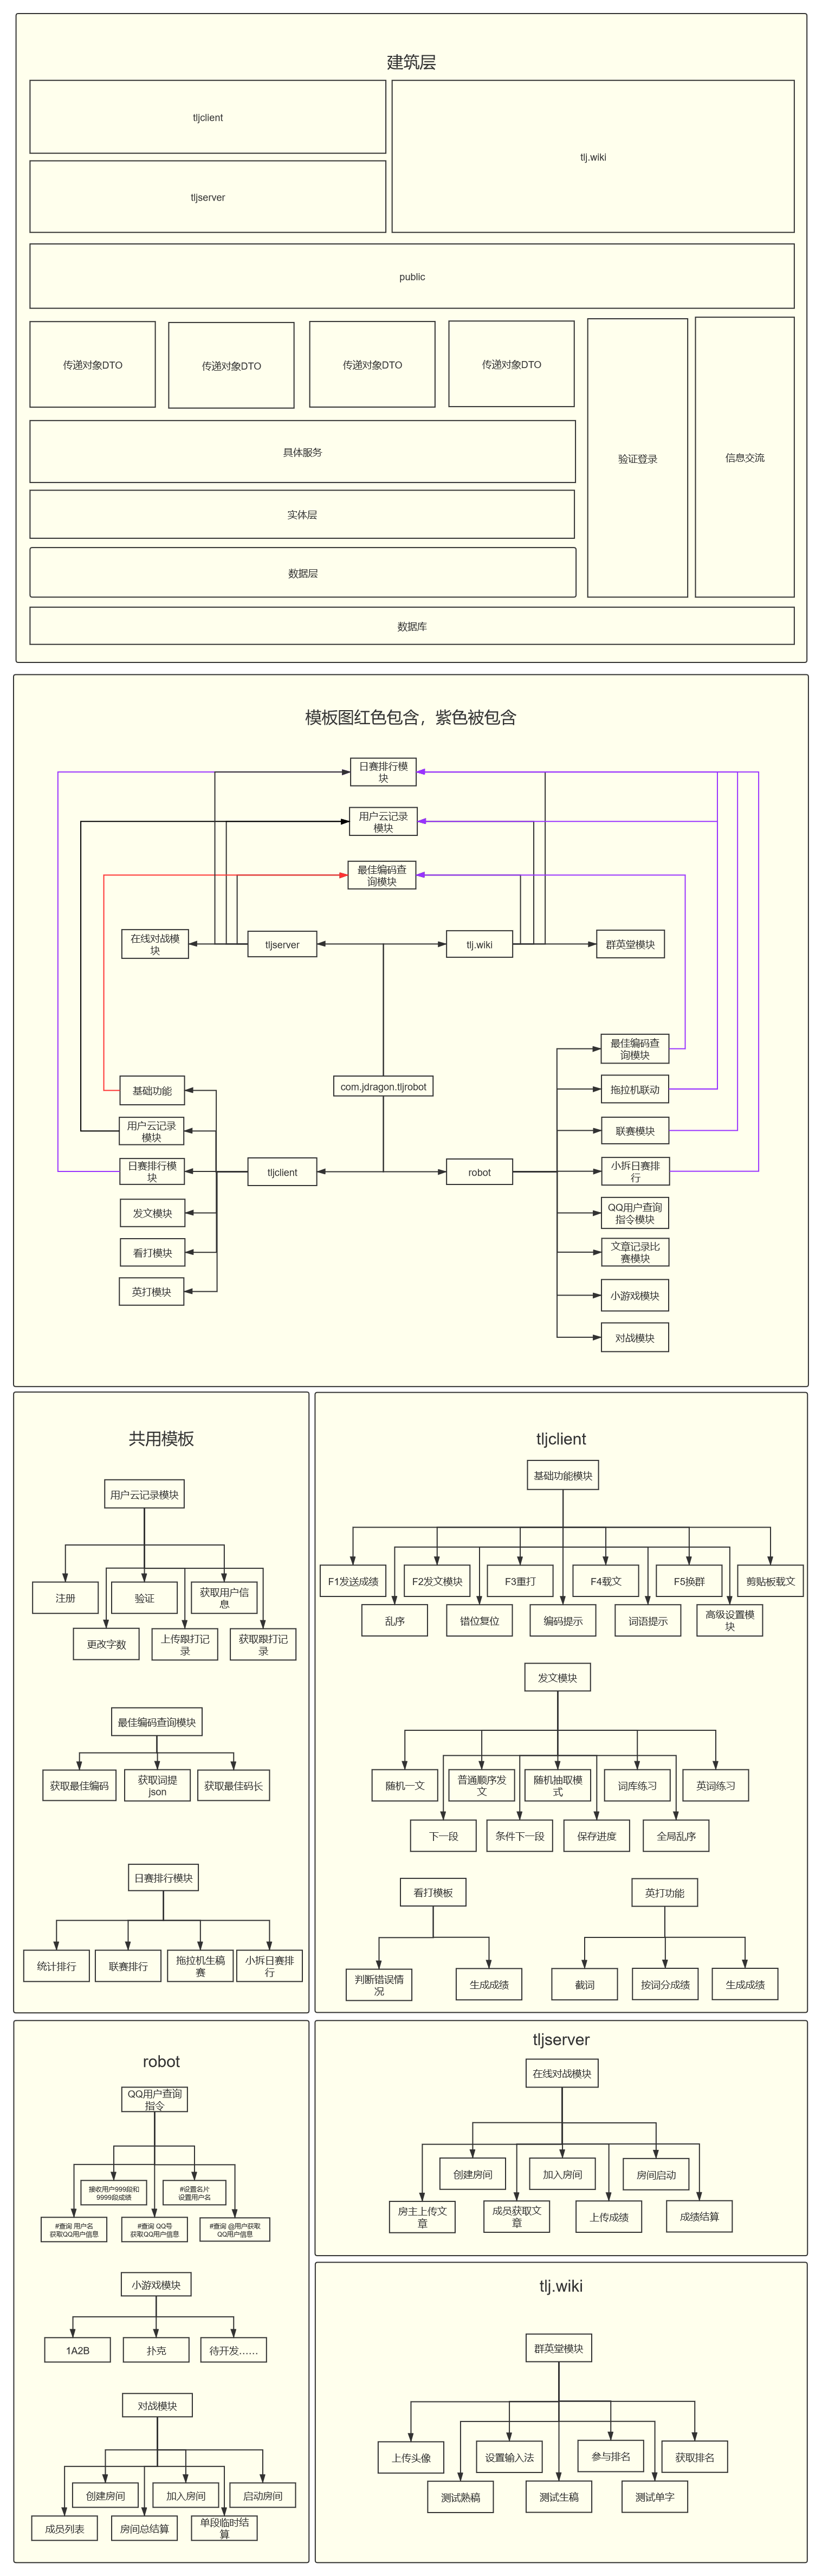 建筑层
tljclient
tlj.wiki
tljserver
public
传递对象DTO
传递对象DTO
传递对象DTO
传递对象DTO
验证登录
信息交流
具体服务
实体层
数据层
数据库
模板图红色包含，紫色被包含
日赛排行模
块
用户云记录
模块
最佳编码查
询模块
在线对战模
块
tljserver
tlj.wiki
群英堂模块
com.jdragon.tljrobot
基础功能
用户云记录
模块
日赛排行模
块
发文模块
看打模块
英打模块
tljclient
robot
最佳编码查
询模块
拖拉机联动
联赛模块
小拆日赛排
行
QQ用户查询
指令模块
文章记录比
赛模块
小游戏模块
对战模块
共用模板
用户云记录模块
注册
验证
获取用户信
息
更改字数
上传跟打记
录
获取跟打记
录
最佳编码查询模块
获取最佳编码
获取词提
json
获取最佳码长
日赛排行模块
统计排行
联赛排行
拖拉机生稿
赛
小拆日赛排
行
tljclient
基础功能模块
F1发送成绩
F2发文模块
F3重打
F4载文
F5换群
剪贴板载文
乱序
错位复位
编码提示
词语提示
高级设置模
块
发文模块
随机一文
普通顺序发
文
随机抽取模
式
词库练习
英词练习
下一段
条件下一段
保存进度
全局乱序
看打模板
判断错误情
况
生成成绩
英打功能
截词
按词分成绩
生成成绩
robot
QQ用户查询
指令
接收用户999段和
9999段成绩
#设置名片
设置用户名
#查询 用户名
获取QQ用户信息
#查询 QQ号
获取QQ用户信息
#查询 @用户获取
QQ用户信息
小游戏模块
1A2B
扑克
待开发……
对战模块
创建房间
加入房间
启动房间
成员列表
房间总结算
单段临时结
算
tljserver
在线对战模块
创建房间
加入房间
房间启动
房主上传文
章
成员获取文
章
上传成绩
成绩结算
tlj.wiki
群英堂模块
上传头像
设置输入法
参与排名
获取排名
测试熟稿
测试生稿
测试单字